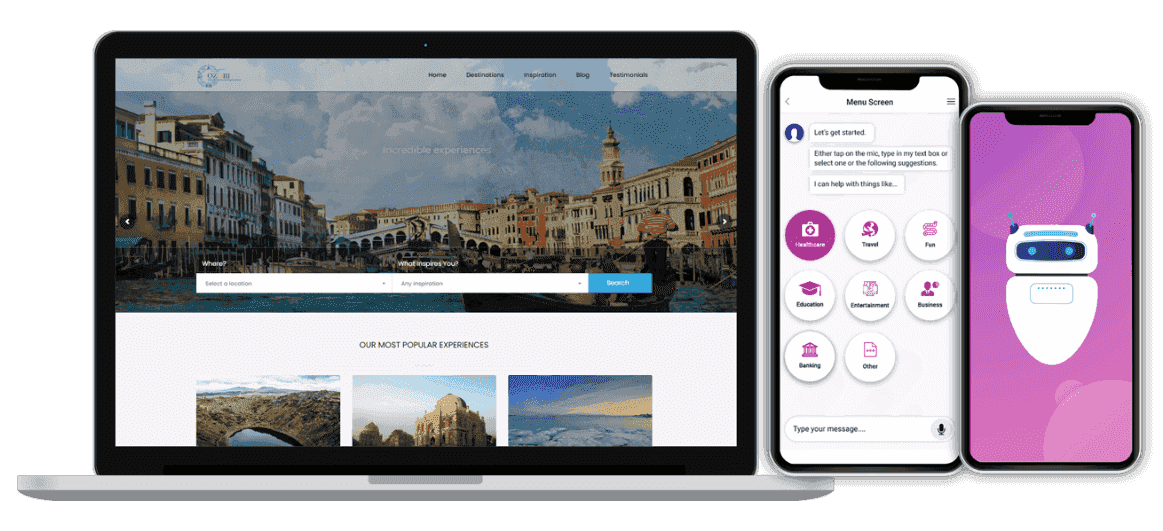 Home Destinations Inspiration Blog Testimonials
Incredible experiences
Where?
What Inspires You?
Select a location
Any inspiration
Search
OUR MOST POPULAR EXPERIENCES
Menu Screen
Let's get started.
Either tap on the mic, type in my text box or
select one or the following suggestions.
I can help with things like...
Healthcare
Travel
Fun
Education
Entertainment
Business
Banking
Other
Type your message....